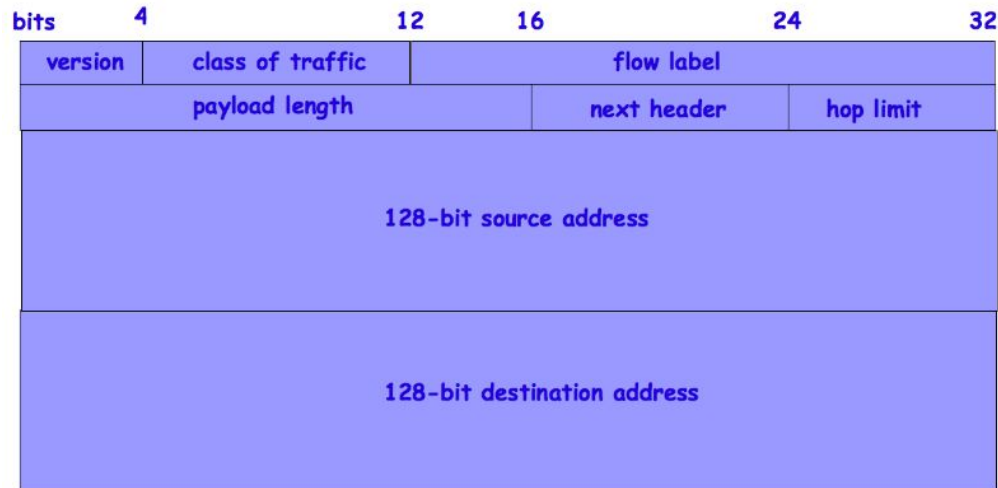 bits 4 12 16 24 32
version class of traffic flow label
payload length next header hop limit
128-bit source address
128-bit destination address